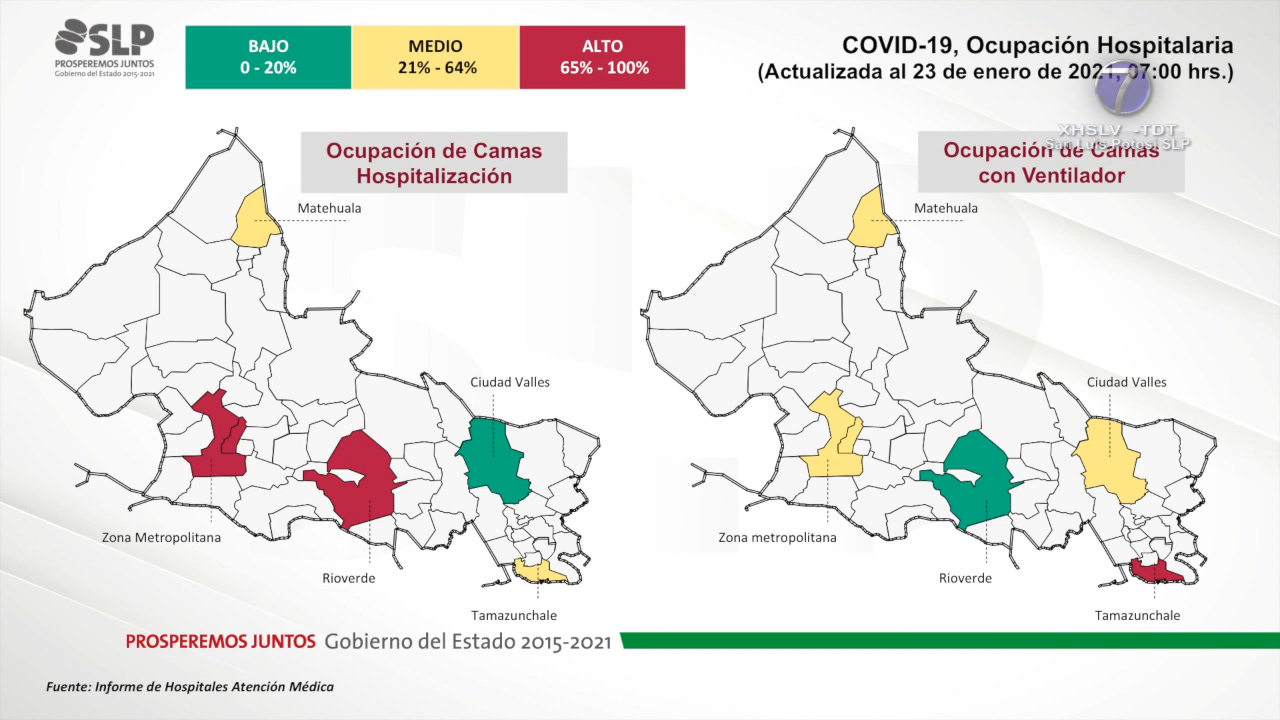 SLP
PROSPEREMOS JUNTOS
Gobierno del Estado 2015-2021
BAJO
0 - 20%
MEDIO
21% - 64%
ALTO
65% - 100%
COVID-19, Ocupación Hospitalaria
(Actualizada al 23 de enero de 2021, 07:00 hrs.)
7
XHSLV -TDT
San Luis Potosí SLP
Ocupación de Camas
Hospitalización
Matehuala
Ciudad Valles
Zona Metropolitana
Rioverde
Tamazunchale
Ocupación de Camas
con Ventilador
Matehuala
Ciudad Valles
Zona metropolitana
Rioverde
Tamazunchale
PROSPEREMOS JUNTOS Gobierno del Estado 2015-2021
Fuente: Informe de Hospitales Atención Médica